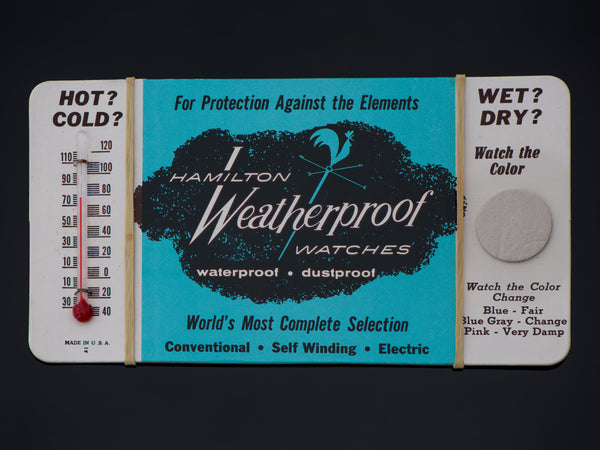 HOT?
COLD?
120
110
100
90
80
70
60
50
40
30
20
10
0
10
20
30
40
MADE IN U.S.A
For Protection Against the Elements
HAMILTON
Weatherproof
WATCHES
waterproof • dustproof
World's Most Complete Selection
Conventional • Self Winding • Electric
WET?
DRY?
Watch the
Color
Watch the Color
Change
Blue - Fair
Blue Gray - Change
Pink - Very Damp